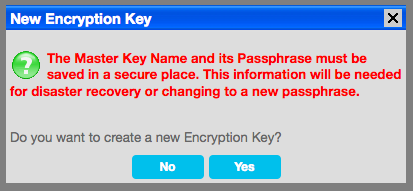 New Encryption Key
The Master Key Name and its Passphrase must be
saved in a secure place. This information will be needed
for disaster recovery or changing to a new passphrase.
Do you want to create a new Encryption Key?
No Yes